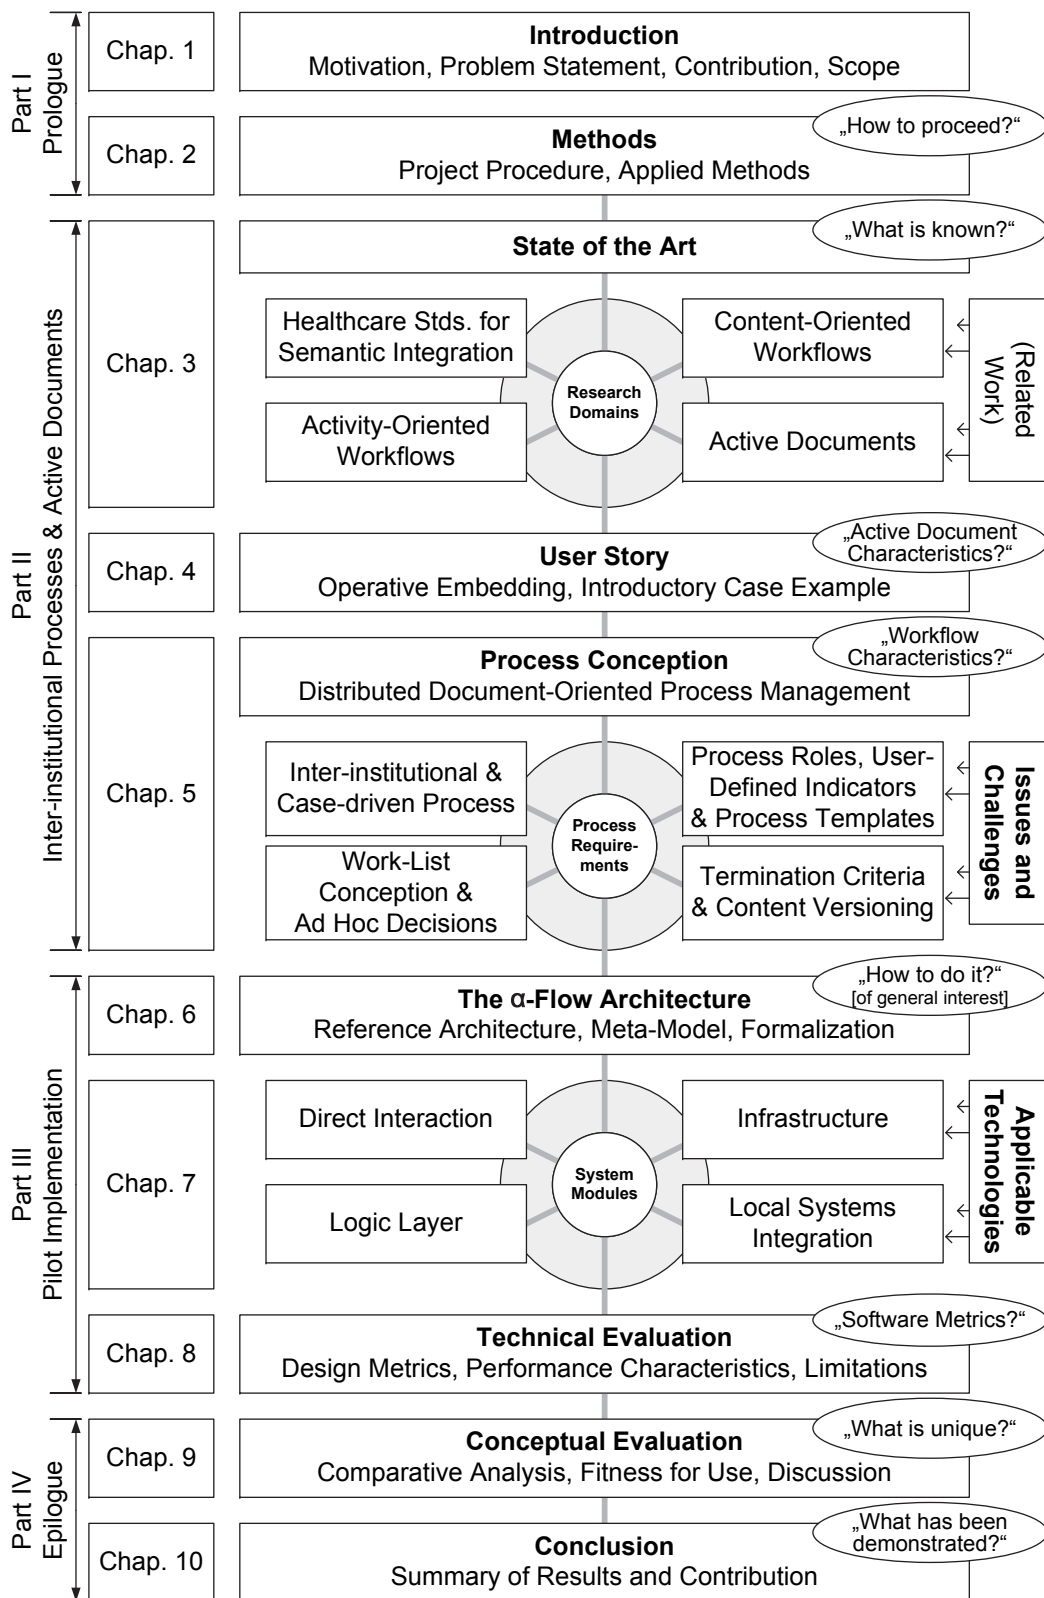 Part I
Prologue
Chap. 1
Introduction
Motivation, Problem Statement, Contribution, Scope
Chap. 2
Methods
Project Procedure, Applied Methods
„How to proceed?“
Part II
Inter-institutional Processes & Active Documents
Chap. 3
State of the Art
„What is known?“
Healthcare Stds. for
Semantic Integration
Content-Oriented
Workflows
Research
Domains
Activity-Oriented
Workflows
Active Documents
(Related
Work)
Chap. 4
User Story
Operative Embedding, Introductory Case Example
„Active Document
Characteristics?“
Chap. 5
Process Conception
Distributed Document-Oriented Process Management
„Workflow
Characteristics?“
Inter-institutional &
Case-driven Process
Process Roles, User-
Defined Indicators
& Process Templates
Process
Require-
ments
Work-List
Conception &
Ad Hoc Decisions
Termination Criteria
& Content Versioning
Issues and
Challenges
Part III
Pilot Implementation
Chap. 6
The α-Flow Architecture
Reference Architecture, Meta-Model, Formalization
„How to do it?“
[of general interest]
Chap. 7
Direct Interaction
Infrastructure
System
Modules
Logic Layer
Local Systems
Integration
Applicable
Technologies
Chap. 8
Technical Evaluation
Design Metrics, Performance Characteristics, Limitations
„Software Metrics?“
Part IV
Epilogue
Chap. 9
Conceptual Evaluation
Comparative Analysis, Fitness for Use, Discussion
„What is unique?“
Chap. 10
Conclusion
Summary of Results and Contribution
„What has been
demonstrated?“